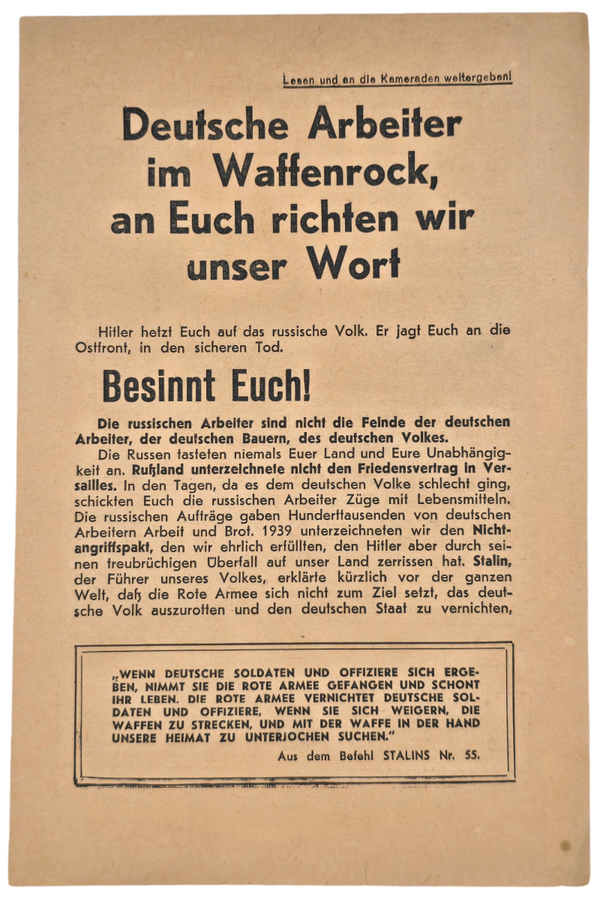 Lesen und an die Kameraden weitergeben!
Deutsche Arbeiter
im Waffenrock,
an Euch richten wir
unser Wort
Hitler hetzt Euch auf das russische Volk. Er jagt Euch an die
Ostfront, in den sicheren Tod.
Besinnt Euch!
Die russischen Arbeiter sind nicht die Feinde der deutschen
Arbeiter, der deutschen Bauern, des deutschen Volkes.
Die Russen tasteten niemals Euer Land und Eure Unabhängig-
keit an. Rußland unterzeichnete nicht den Friedensvertrag in Ver-
sailles. In den Tagen, da es dem deutschen Volke schlecht ging,
schickten Euch die russischen Arbeiter Züge mit Lebensmitteln.
Die russischen Aufträge gaben Hunderttausenden von deutschen
Arbeitern Arbeit und Brot. 1939 unterzeichneten wir den Nicht-
angriffspakt, den wir ehrlich erfüllten, den Hitler aber durch sei-
nen treubrüchigen Überfall auf unser Land zerrissen hat. Stalin,
der Führer unseres Volkes, erklärte kürzlich vor der ganzen
Welt, daß die Rote Armee sich nicht zum Ziel setzt, das deut-
sche Volk auszurotten und den deutschen Staat zu vernichten,
„WENN DEUTSCHE SOLDATEN UND OFFIZIERE SICH ERGE-
BEN, NIMMT SIE DIE ROTE ARMEE GEFANGEN UND SCHONT
IHR LEBEN. DIE ROTE ARMEE VERNICHTET DEUTSCHE SOL-
DATEN UND OFFIZIERE, WENN SIE SICH WEIGERN, DIE
WAFFEN ZU STRECKEN, UND MIT DER WAFFE IN DER HAND
UNSERE HEIMAT ZU UNTERJOCHEN SUCHEN.“
Aus dem Befehl STALINS Nr. 55.